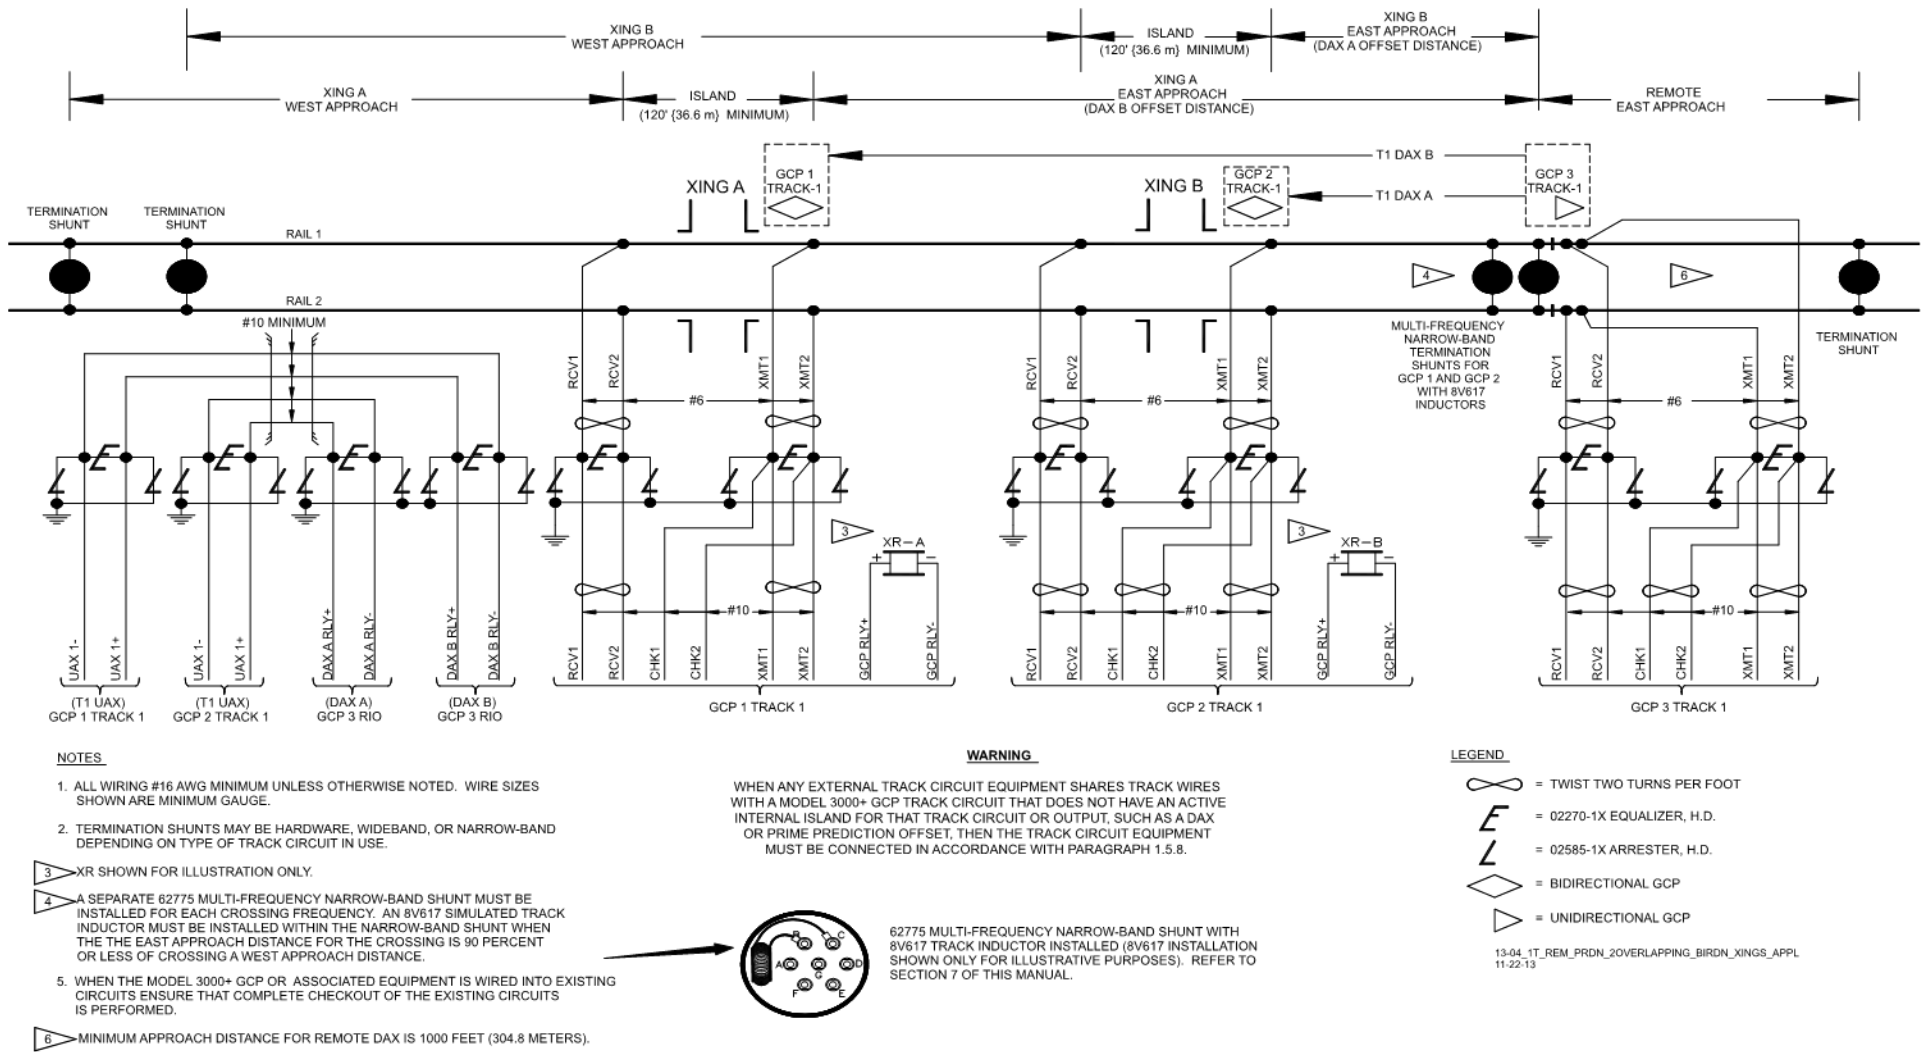 XING B
WEST APPROACH
ISLAND
(120' {36.6 m} MINIMUM)
XING B
EAST APPROACH
(DAX A OFFSET DISTANCE)
XING A
WEST APPROACH
ISLAND
(120' {36.6 m} MINIMUM)
XING A
EAST APPROACH
(DAX B OFFSET DISTANCE)
REMOTE
EAST APPROACH
T1 DAX B
T1 DAX A
GCP 1
TRACK-1
GCP 2
TRACK-1
GCP 3
TRACK-1
XING A
XING B
TERMINATION
SHUNT
TERMINATION
SHUNT
RAIL 1
RAIL 2
4
6
#10 MINIMUM
MULTI-FREQUENCY
NARROW-BAND
TERMINATION
SHUNTS FOR
GCP 1 AND GCP 2
WITH 8V617
INDUCTORS
TERMINATION
SHUNT
RCV1
RCV2
XMT1
XMT2
RCV1
RCV2
XMT1
XMT2
RCV1
RCV2
XMT1
XMT2
#6
#6
#6
3
XR-A
+
-
3
XR-B
+
-
#10
#10
#10
UAX 1-
UAX 1+
UAX 1-
UAX 1+
DAX A RLY+
DAX A RLY-
DAX B RLY+
DAX B RLY-
RCV1
RCV2
CHK1
CHK2
XMT1
XMT2
GCP RLY+
GCP RLY-
RCV1
RCV2
CHK1
CHK2
XMT1
XMT2
GCP RLY+
GCP RLY-
RCV1
RCV2
CHK1
CHK2
XMT1
XMT2
(T1 UAX)
GCP 1 TRACK 1
(T1 UAX)
GCP 2 TRACK 1
(DAX A)
GCP 3 RIO
(DAX B)
GCP 3 RIO
GCP 1 TRACK 1
GCP 2 TRACK 1
GCP 3 TRACK 1
NOTES
1. ALL WIRING #16 AWG MINIMUM UNLESS OTHERWISE NOTED. WIRE SIZES
SHOWN ARE MINIMUM GAUGE.
2. TERMINATION SHUNTS MAY BE HARDWARE, WIDEBAND, OR NARROW-BAND
DEPENDING ON TYPE OF TRACK CIRCUIT IN USE.
3 XR SHOWN FOR ILLUSTRATION ONLY.
4 A SEPARATE 62775 MULTI-FREQUENCY NARROW-BAND SHUNT MUST BE
INSTALLED FOR EACH CROSSING FREQUENCY. AN 8V617 SIMULATED TRACK
INDUCTOR MUST BE INSTALLED WITHIN THE NARROW-BAND SHUNT WHEN
THE THE EAST APPROACH DISTANCE FOR THE CROSSING IS 90 PERCENT
OR LESS OF CROSSING A WEST APPROACH DISTANCE.
5. WHEN THE MODEL 3000+ GCP OR ASSOCIATED EQUIPMENT IS WIRED INTO EXISTING
CIRCUITS ENSURE THAT COMPLETE CHECKOUT OF THE EXISTING CIRCUITS
IS PERFORMED.
6 MINIMUM APPROACH DISTANCE FOR REMOTE DAX IS 1000 FEET (304.8 METERS).
WARNING
WHEN ANY EXTERNAL TRACK CIRCUIT EQUIPMENT SHARES TRACK WIRES
WITH A MODEL 3000+ GCP TRACK CIRCUIT THAT DOES NOT HAVE AN ACTIVE
INTERNAL ISLAND FOR THAT TRACK CIRCUIT OR OUTPUT, SUCH AS A DAX
OR PRIME PREDICTION OFFSET, THEN THE TRACK CIRCUIT EQUIPMENT
MUST BE CONNECTED IN ACCORDANCE WITH PARAGRAPH 1.5.8.
B
C
A
G
D
F
E
62775 MULTI-FREQUENCY NARROW-BAND SHUNT WITH
8V617 TRACK INDUCTOR INSTALLED (8V617 INSTALLATION
SHOWN ONLY FOR ILLUSTRATIVE PURPOSES). REFER TO
SECTION 7 OF THIS MANUAL.
LEGEND
= TWIST TWO TURNS PER FOOT
= 02270-1X EQUALIZER, H.D.
= 02585-1X ARRESTER, H.D.
= BIDIRECTIONAL GCP
= UNIDIRECTIONAL GCP
13-04_1T_REM_PRDN_2OVERLAPPING_BIRDN_XINGS_APPL
11-22-13